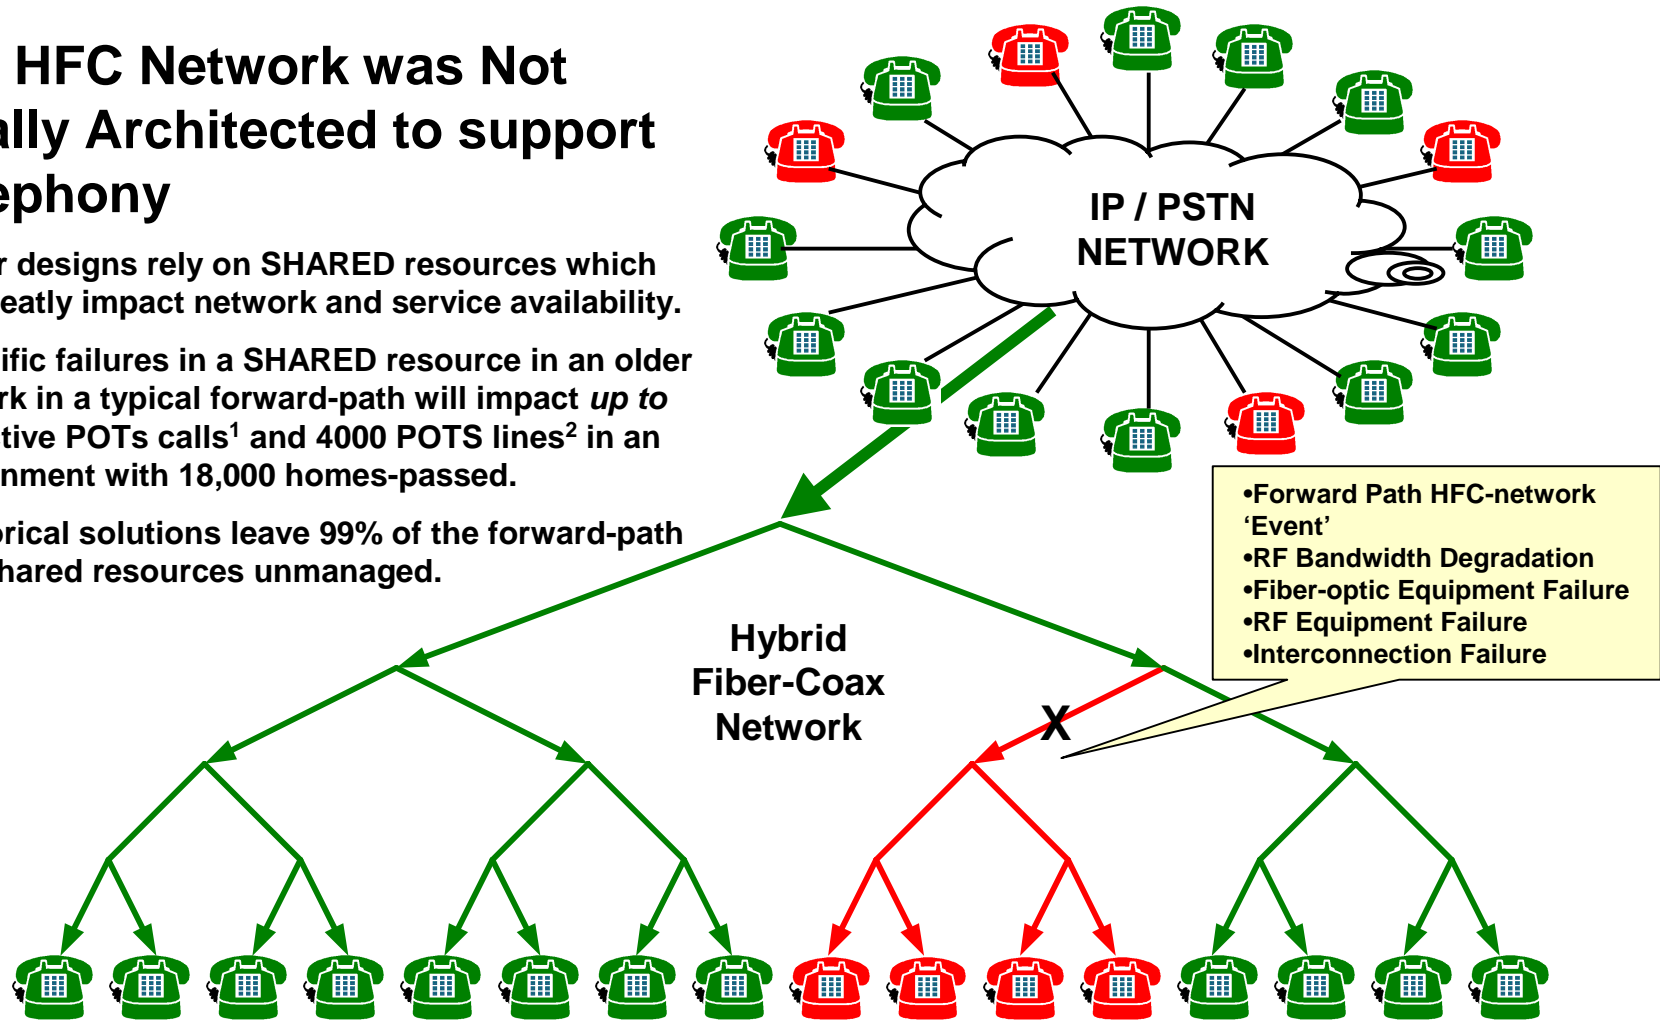 HFC Network was Not
ally Architected to support
ephony
r designs rely on SHARED resources which
eatly impact network and service availability.
ific failures in a SHARED resource in an older
rk in a typical forward-path will impact up to
ctive POTs calls¹ and 4000 POTS lines² in an
nment with 18,000 homes-passed.
orical solutions leave 99% of the forward-path
hared resources unmanaged.
IP / PSTN
NETWORK
•Forward Path HFC-network
‘Event’
•RF Bandwidth Degradation
•Fiber-optic Equipment Failure
•RF Equipment Failure
•Interconnection Failure
Hybrid
Fiber-Coax
Network
X